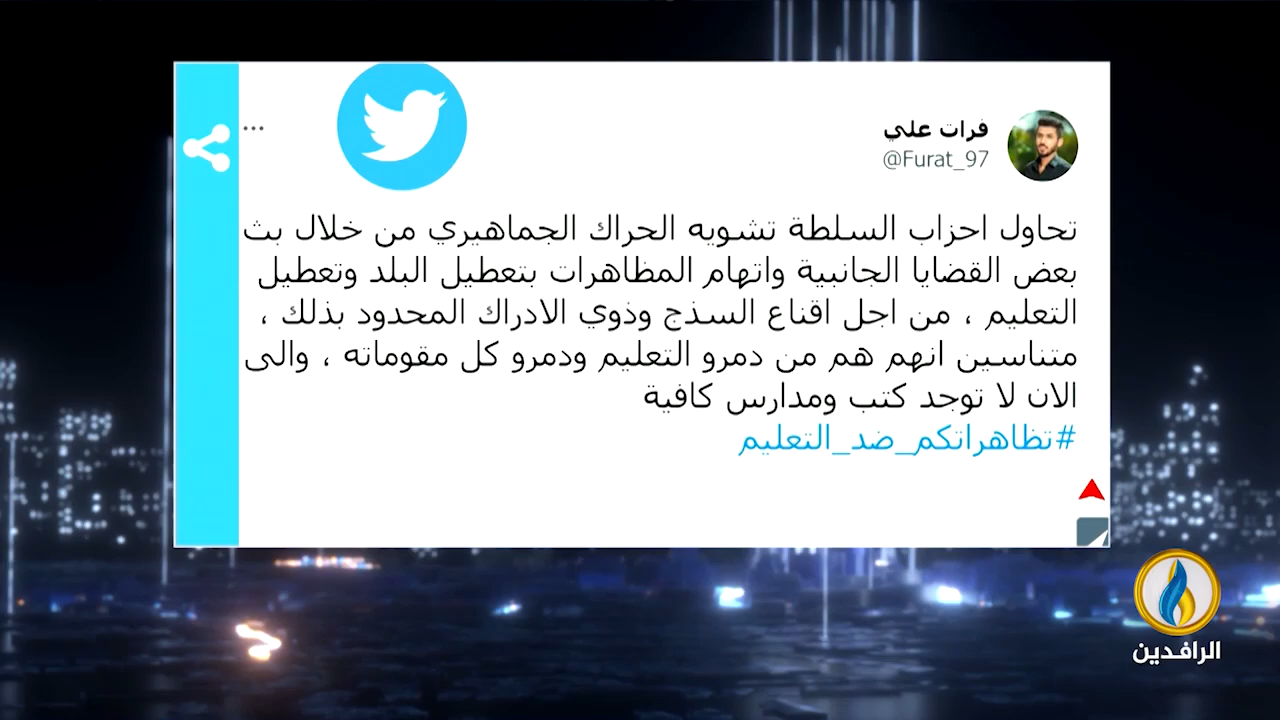 فرات علي
@Furat_97
تحاول احزاب السلطة تشويه الحراك الجماهيري من خلال بث
بعض القضايا الجانبية واتهام المظاهرات بتعطيل البلد وتعطيل
التعليم ، من اجل اقناع السذج وذوي الادراك المحدود بذلك ،
متناسين انهم هم من دمرو التعليم ودمرو كل مقوماته ، والى
الان لا توجد كتب ومدارس كافية
#تظاهراتكم_ضد_التعليم
الرافدين